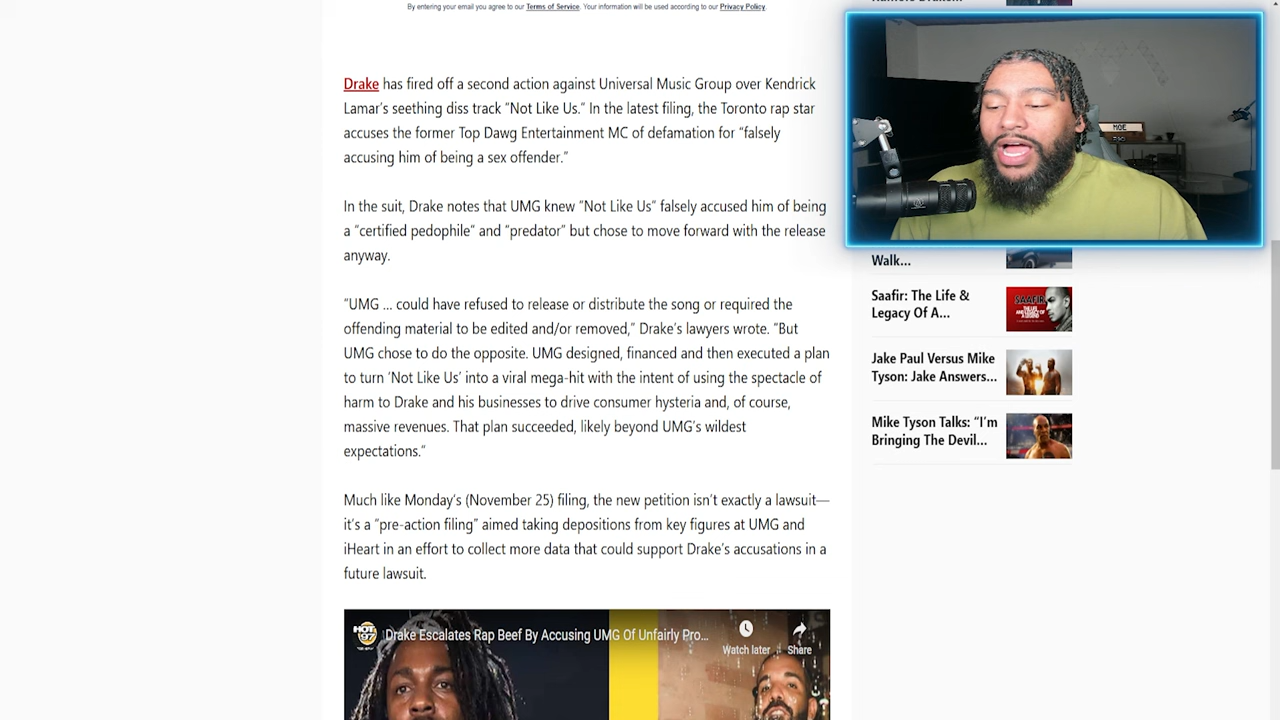 By entering your email you agree to our Terms of Service. Your information will be used according to our Privacy Policy.
Drake has fired off a second action against Universal Music Group over Kendrick
Lamar's seething diss track "Not Like Us." In the latest filing, the Toronto rap star
accuses the former Top Dawg Entertainment MC of defamation for "falsely
accusing him of being a sex offender."
In the suit, Drake notes that UMG knew "Not Like Us" falsely accused him of being
a "certified pedophile" and "predator" but chose to move forward with the release
anyway.
"UMG … could have refused to release or distribute the song or required the
offending material to be edited and/or removed," Drake's lawyers wrote. "But
UMG chose to do the opposite. UMG designed, financed and then executed a plan
to turn 'Not Like Us' into a viral mega-hit with the intent of using the spectacle of
harm to Drake and his businesses to drive consumer hysteria and, of course,
massive revenues. That plan succeeded, likely beyond UMG's wildest
expectations."
Much like Monday's (November 25) filing, the new petition isn't exactly a lawsuit—
it's a "pre-action filing" aimed taking depositions from key figures at UMG and
iHeart in an effort to collect more data that could support Drake's accusations in a
future lawsuit.
HOT 97
Drake Escalates Rap Beef By Accusing UMG Of Unfairly Pro...
Watch later
Share
MOE
Walk...
Saafir: The Life &
Legacy Of A...
SAAFIR
Jake Paul Versus Mike
Tyson: Jake Answers...
Mike Tyson Talks: "I'm
Bringing The Devil...